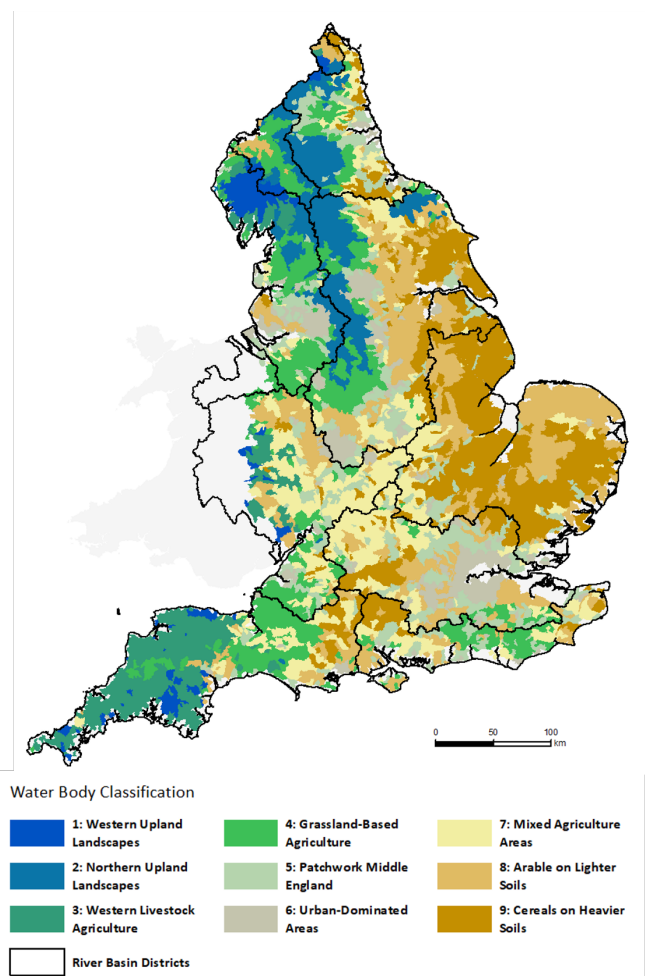 0 50 100
km
Water Body Classification
1: Western Upland
Landscapes
2: Northern Upland
Landscapes
3: Western Livestock
Agriculture
4: Grassland-Based
Agriculture
5: Patchwork Middle
England
6: Urban-Dominated
Areas
7: Mixed Agriculture
Areas
8: Arable on Lighter
Soils
9: Cereals on Heavier
Soils
River Basin Districts